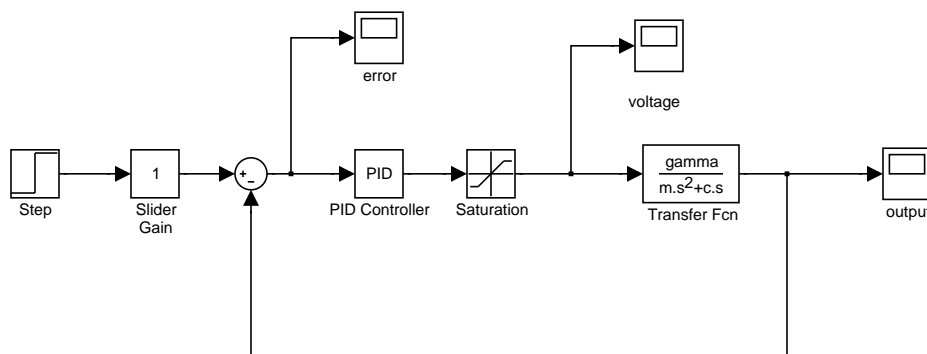 error
voltage
+
−
1
PID
gamma
m.s2+c.s
Step
Slider
Gain
PID Controller
Saturation
Transfer Fcn
output